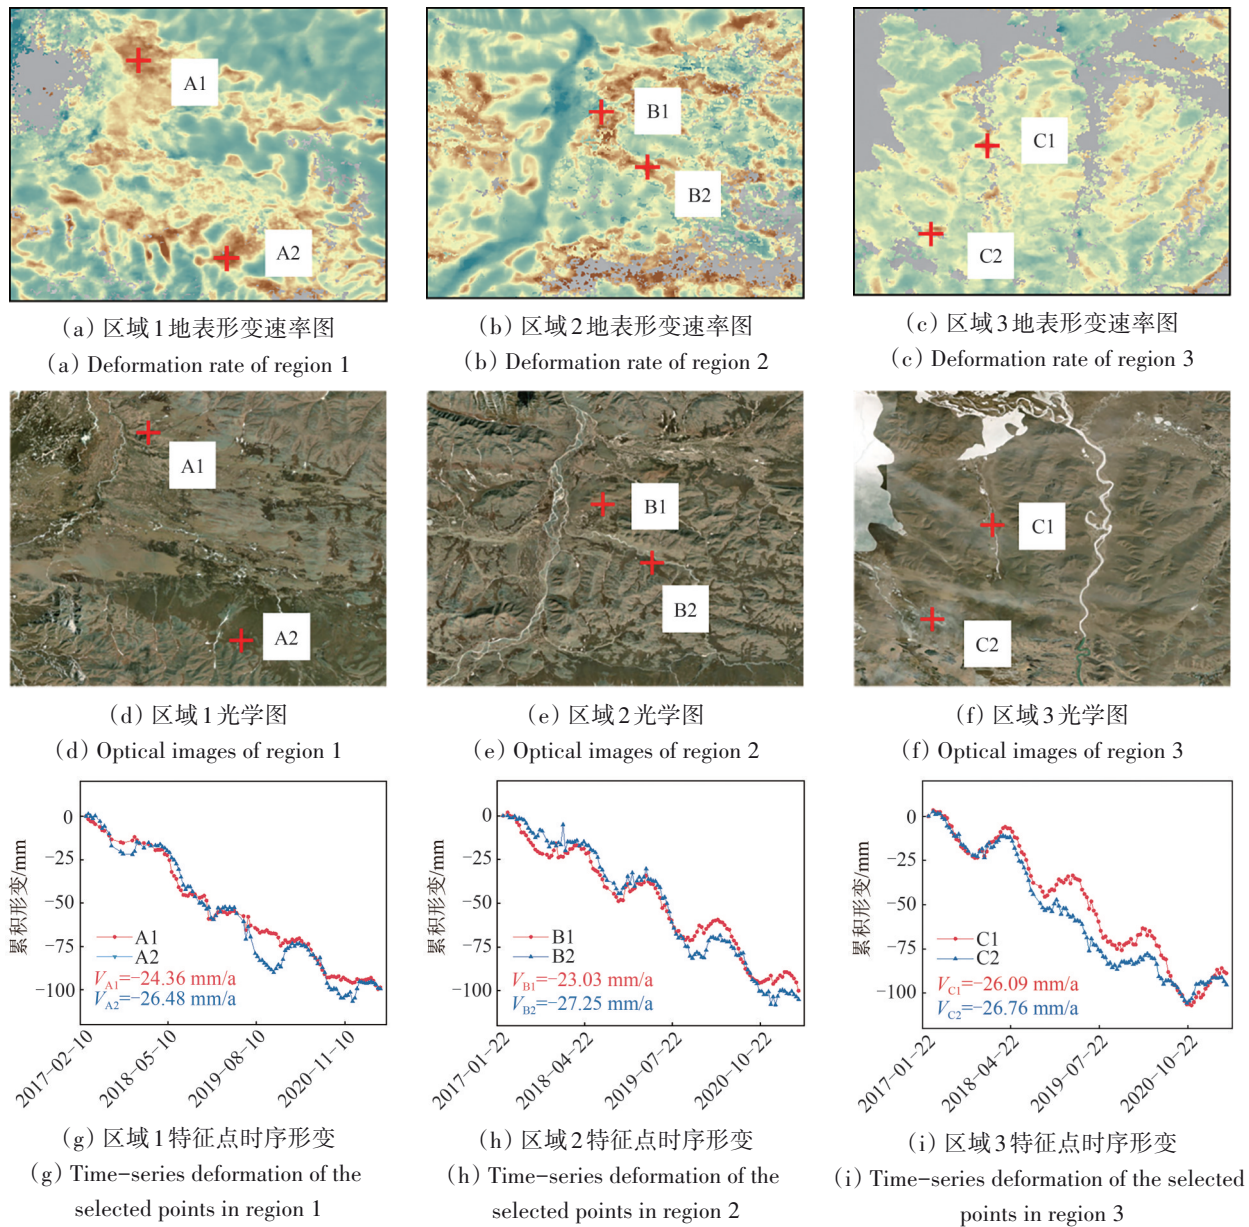 A1
A2
B1
B2
C1
C2
(a) 区域1地表形变速率图
(a) Deformation rate of region 1
(b) 区域2地表形变速率图
(b) Deformation rate of region 2
(c) 区域3地表形变速率图
(c) Deformation rate of region 3
A1
A2
B1
B2
C1
C2
(d) 区域1光学图
(d) Optical images of region 1
(e) 区域2光学图
(e) Optical images of region 2
(f) 区域3光学图
(f) Optical images of region 3
累积形变/mm
0
−25
−50
−75
−100
A1
A2
V_A1=−24.36 mm/a
V_A2=−26.48 mm/a
2017−02−10
2018−05−10
2019−08−10
2020−11−10
(g) 区域1特征点时序形变
(g) Time−series deformation of the
selected points in region 1
累积形变/mm
0
−25
−50
−75
−100
B1
B2
V_B1=−23.03 mm/a
V_B2=−27.25 mm/a
2017−01−22
2018−04−22
2019−07−22
2020−10−22
(h) 区域2特征点时序形变
(h) Time−series deformation of the
selected points in region 2
累积形变/mm
0
−25
−50
−75
−100
C1
C2
V_C1=−26.09 mm/a
V_C2=−26.76 mm/a
2017−01−22
2018−04−22
2019−07−22
2020−10−22
(i) 区域3特征点时序形变
(i) Time−series deformation of the selected
points in region 3